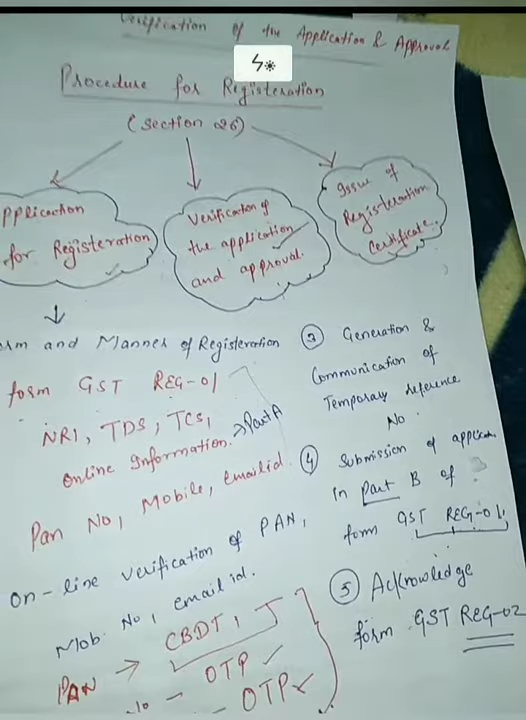 Verification of the Application & Approval
Procedure for Registeration
(Section 26)
pplication
for Registeration
Verification of
the application
and approval.
Issue of
Registeration
Certificate.
orm and Manner of Registeration
form GST REG-01
NRI, TDS, TCS,
Online Information. → Part A
Pan No, Mobile, email id.
On-line verification of PAN,
Mob. No, email id.
PAN → CBDT,
OTP ✓
- OTP ✓
③ Generation &
Communication of
Temporary reference
No.
④ Submission of applica
in Part B of
form GST REG-01,
⑤ Acknowledge
form GST REG-02